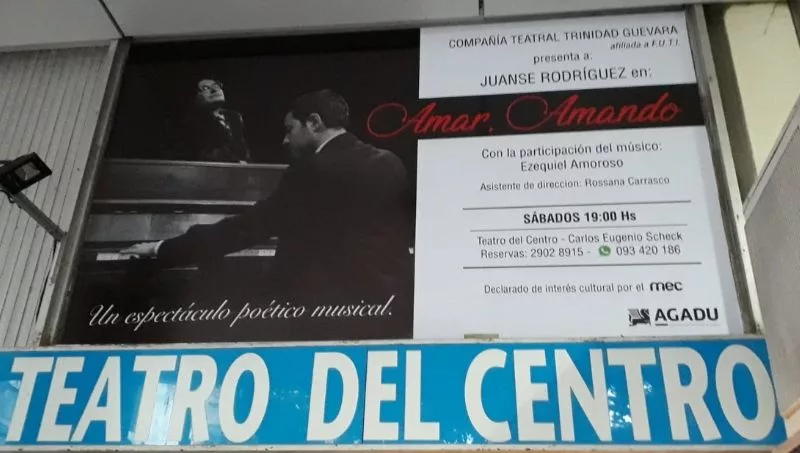 COMPAÑÍA TEATRAL TRINIDAD GUEVARA
afiliada a F.U.T.I.
presenta a:
JUANSE RODRÍGUEZ en:
Amar, Amando
Con la participación del músico:
Ezequiel Amoroso
Asistente de direccion: Rossana Carrasco
SÁBADOS 19:00 Hs
Teatro del Centro - Carlos Eugenio Scheck
Reservas: 2902 8915 - 093 420 186
Declarado de interés cultural por el mec
AGADU
Un espectáculo poético musical.
TEATRO DEL CENTRO